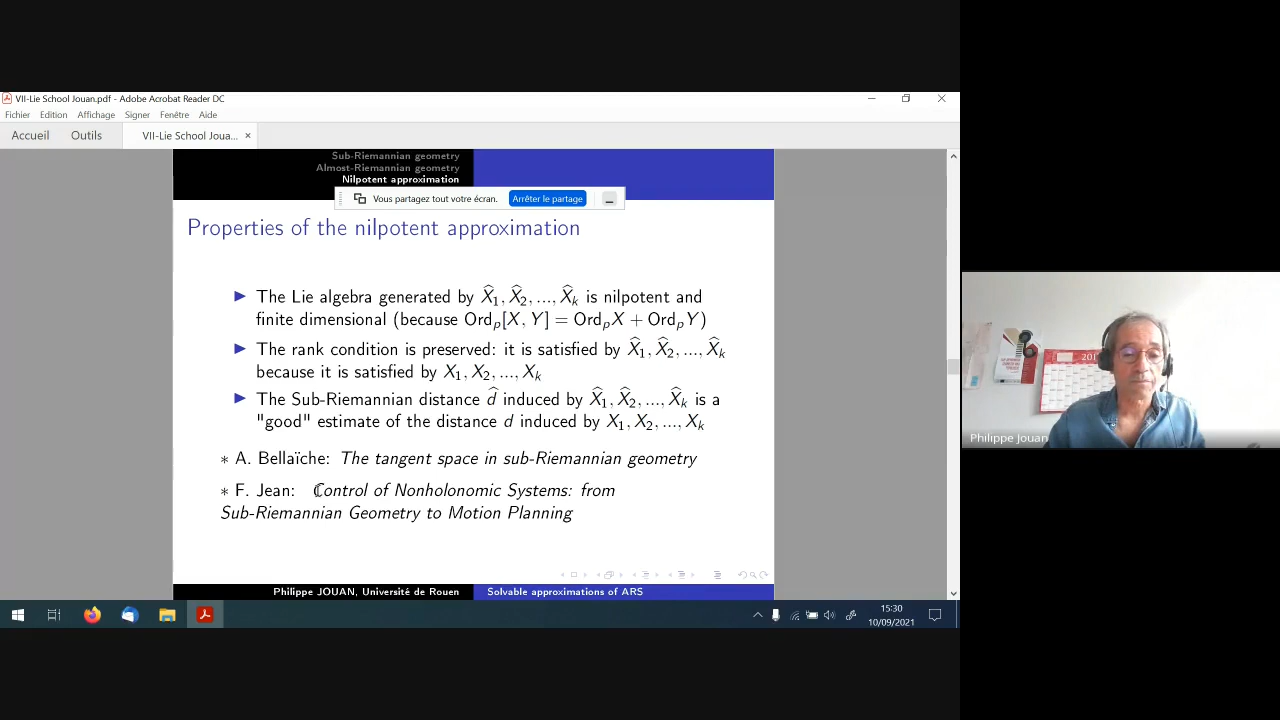 VII-Lie School Jouan.pdf - Adobe Acrobat Reader DC
Fichier Edition Affichage Signer Fenêtre Aide
Accueil Outils VII-Lie School Joua... ×
Sub-Riemannian geometry
Almost-Riemannian geometry
Nilpotent approximation
Vous partagez tout votre écran. Arrêter le partage
Properties of the nilpotent approximation
▶ The Lie algebra generated by X̂₁, X̂₂, ..., X̂ₖ is nilpotent and
finite dimensional (because Ordₚ[X, Y] = OrdₚX + OrdₚY)
▶ The rank condition is preserved: it is satisfied by X̂₁, X̂₂, ..., X̂ₖ
because it is satisfied by X₁, X₂, ..., Xₖ
▶ The Sub-Riemannian distance d̂ induced by X̂₁, X̂₂, ..., X̂ₖ is a
"good" estimate of the distance d induced by X₁, X₂, ..., Xₖ
∗ A. Bellaïche: The tangent space in sub-Riemannian geometry
∗ F. Jean: Control of Nonholonomic Systems: from
Sub-Riemannian Geometry to Motion Planning
Philippe JOUAN, Université de Rouen Solvable approximations of ARS
15:30
10/09/2021
Philippe Jouan